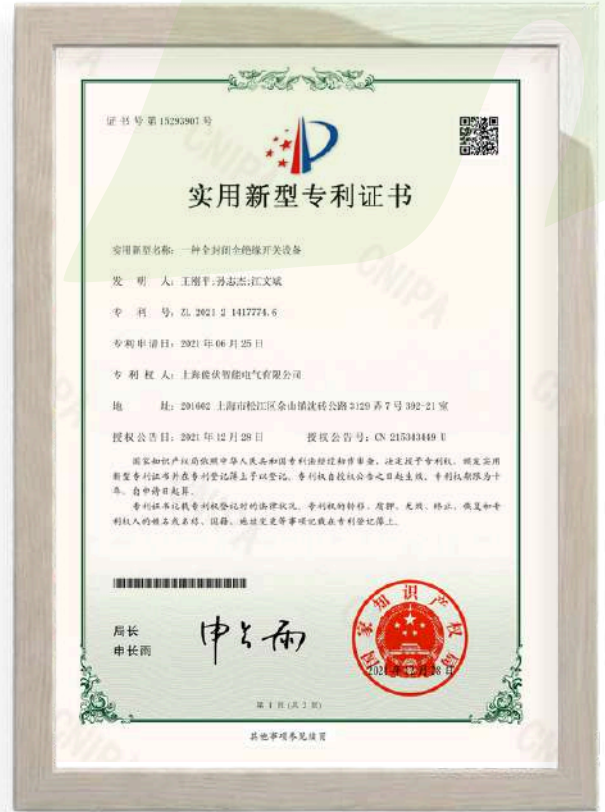 证书号第15293907号
实用新型专利证书
实用新型名称：一种全封闭全绝缘开关设备
发 明 人：王刚平;孙志杰;江文斌
专 利 号：ZL 2021 2 1417774.6
专利申请日：2021年06月25日
专 利 权 人：上海俊伏智能电气有限公司
地 址：201602 上海市松江区佘山镇沈砖公路3129弄7号392-21室
授权公告日：2021年12月28日 授权公告号：CN 215343449 U
国家知识产权局依照中华人民共和国专利法经过初步审查，决定授予专利权，颁发实用
新型专利证书并在专利登记簿上予以登记。专利权自授权公告之日起生效。专利权期限为十
年，自申请日起算。
专利证书记载专利权登记时的法律状况。专利权的转移、质押、无效、终止、恢复和专
利权人的姓名或名称、国籍、地址变更等事项记载在专利登记簿上。
局长
申长雨
申长雨
国家知识产权局
2021年12月28日
第 1 页 (共 2 页)
其他事项参见续页
CNIPA